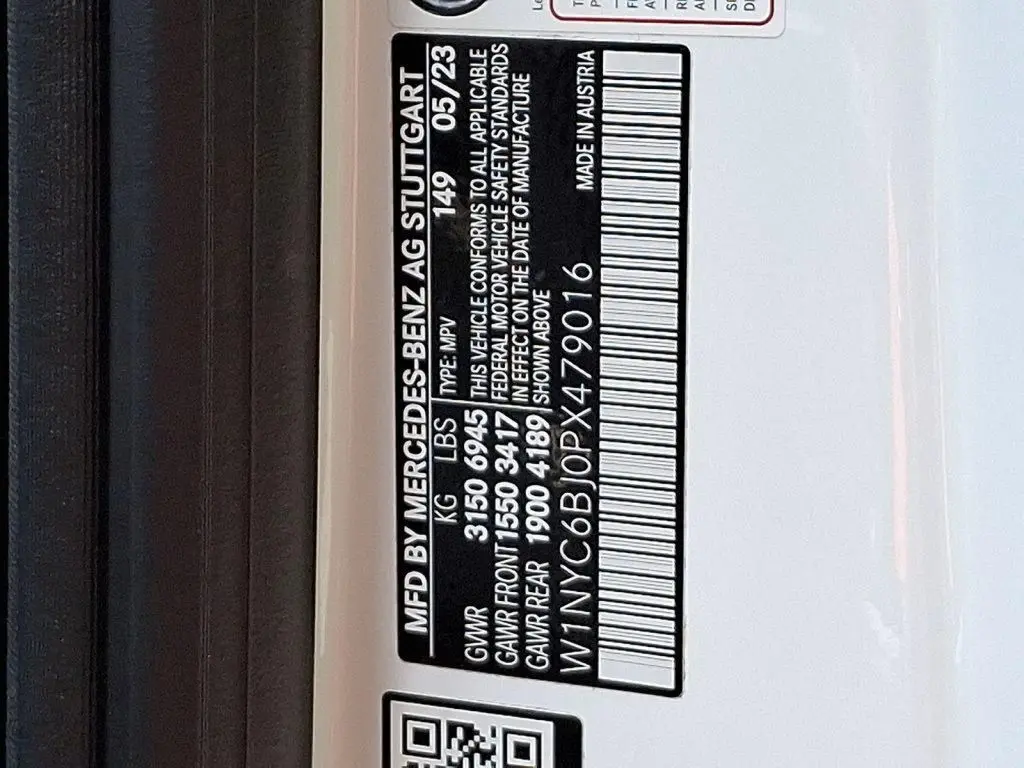 MFD BY MERCEDES-BENZ AG STUTTGART
KG LBS TYPE: MPV 149 05/23
GVWR 3150 6945
GAWR FRONT 1550 3417
GAWR REAR 1900 4189
THIS VEHICLE CONFORMS TO ALL APPLICABLE
FEDERAL MOTOR VEHICLE SAFETY STANDARDS
IN EFFECT ON THE DATE OF MANUFACTURE
SHOWN ABOVE
W1NYC6BJ0PX479016 MADE IN AUSTRIA